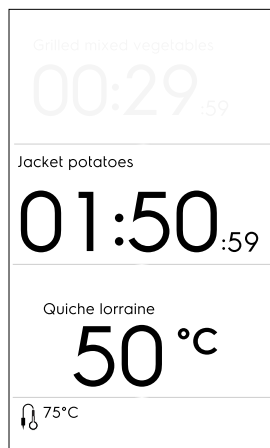 Grilled mixed vegetables
00:29:59
Jacket potatoes
01:50:59
Quiche lorraine
50 °C
75°C